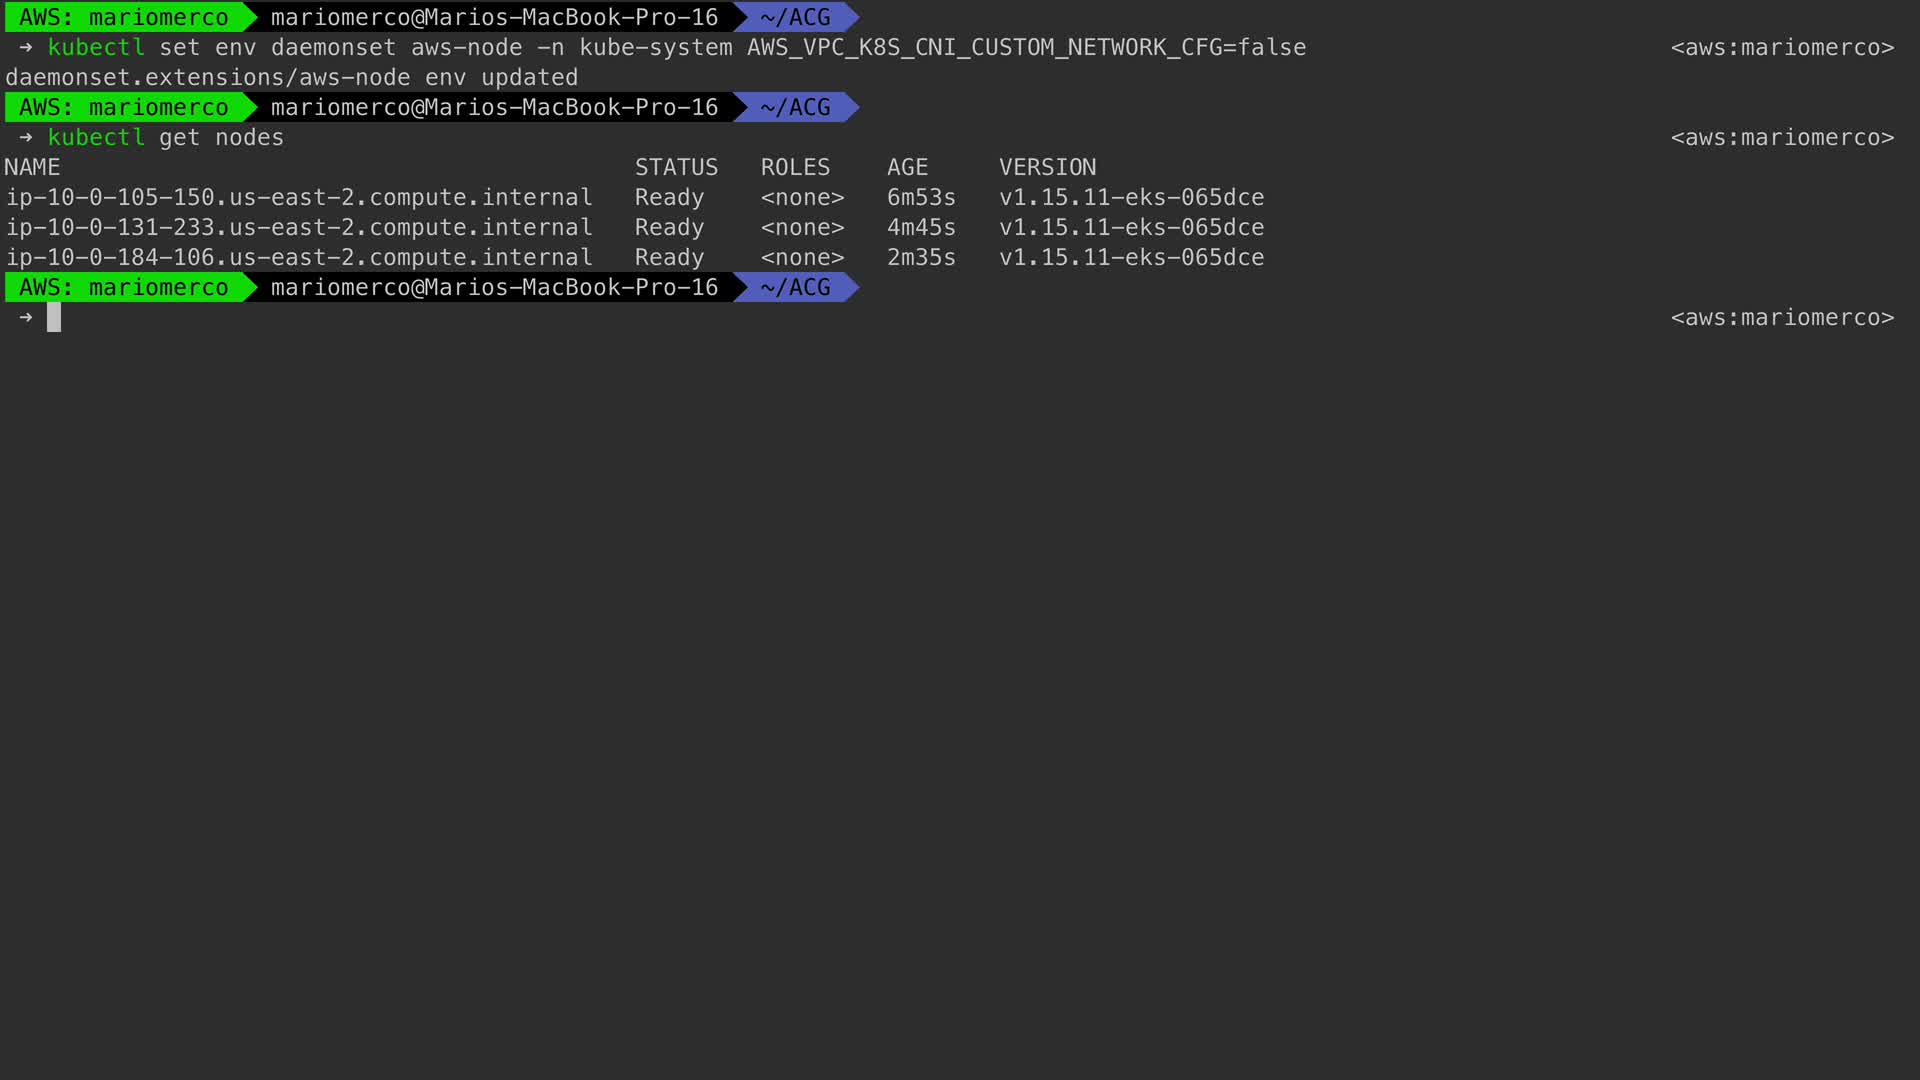 AWS: mariomerco mariomerco@Marios-MacBook-Pro-16 ~/ACG
→ kubectl set env daemonset aws-node -n kube-system AWS_VPC_K8S_CNI_CUSTOM_NETWORK_CFG=false <aws:mariomerco>
daemonset.extensions/aws-node env updated
AWS: mariomerco mariomerco@Marios-MacBook-Pro-16 ~/ACG
→ kubectl get nodes <aws:mariomerco>
NAME STATUS ROLES AGE VERSION
ip-10-0-105-150.us-east-2.compute.internal Ready <none> 6m53s v1.15.11-eks-065dce
ip-10-0-131-233.us-east-2.compute.internal Ready <none> 4m45s v1.15.11-eks-065dce
ip-10-0-184-106.us-east-2.compute.internal Ready <none> 2m35s v1.15.11-eks-065dce
AWS: mariomerco mariomerco@Marios-MacBook-Pro-16 ~/ACG
→ <aws:mariomerco>